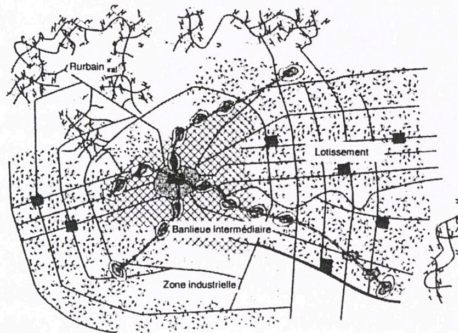 Rurbain
Lotissement
Banlieue Intermédiaire
Zone industrielle